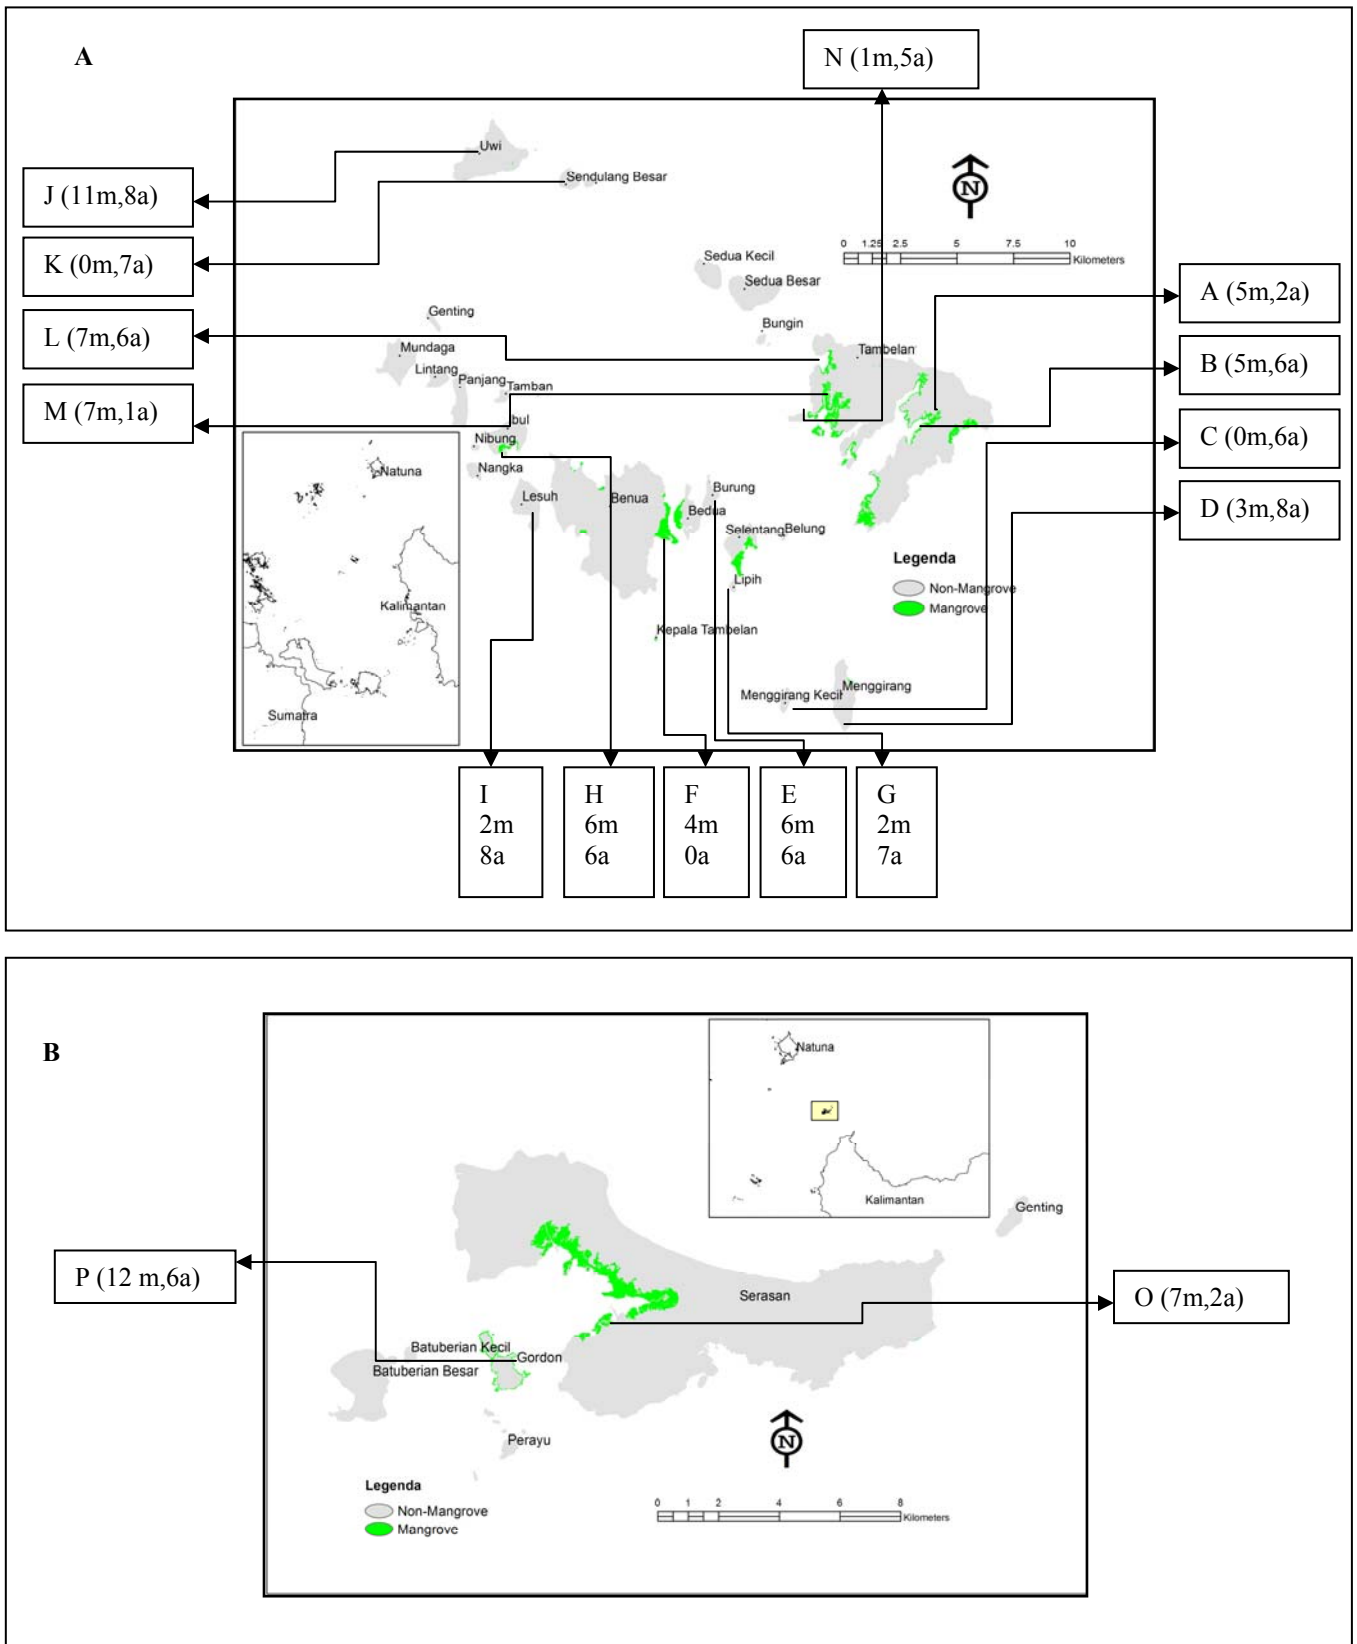 A
N (1m,5a)
Uwi
Sendulang Besar
J (11m,8a)
K (0m,7a)
L (7m,6a)
M (7m,1a)
N
0 1.25 2.5 5 7.5 10
Kilometers
Sedua Kecil
Sedua Besar
Bungin
Genting
Mundaga
Lintang
Panjang
Tamban
bul
Nibung
Nangka
Lesuh
Benua
Burung
Bedua
Selentang
Belung
Lipih
Kepala Tambelan
Tambelan
Menggirang Kecil
Menggirang
A (5m,2a)
B (5m,6a)
C (0m,6a)
D (3m,8a)
Legenda
Non-Mangrove
Mangrove
Natuna
Kalimantan
Sumatra
I
2m
8a
H
6m
6a
F
4m
0a
E
6m
6a
G
2m
7a
B
Natuna
Kalimantan
Genting
P (12 m,6a)
Serasan
O (7m,2a)
Batuberian Kecil
Gordon
Batuberian Besar
Perayu
N
Legenda
Non-Mangrove
Mangrove
0 1 2 4 6 8
Kilometers